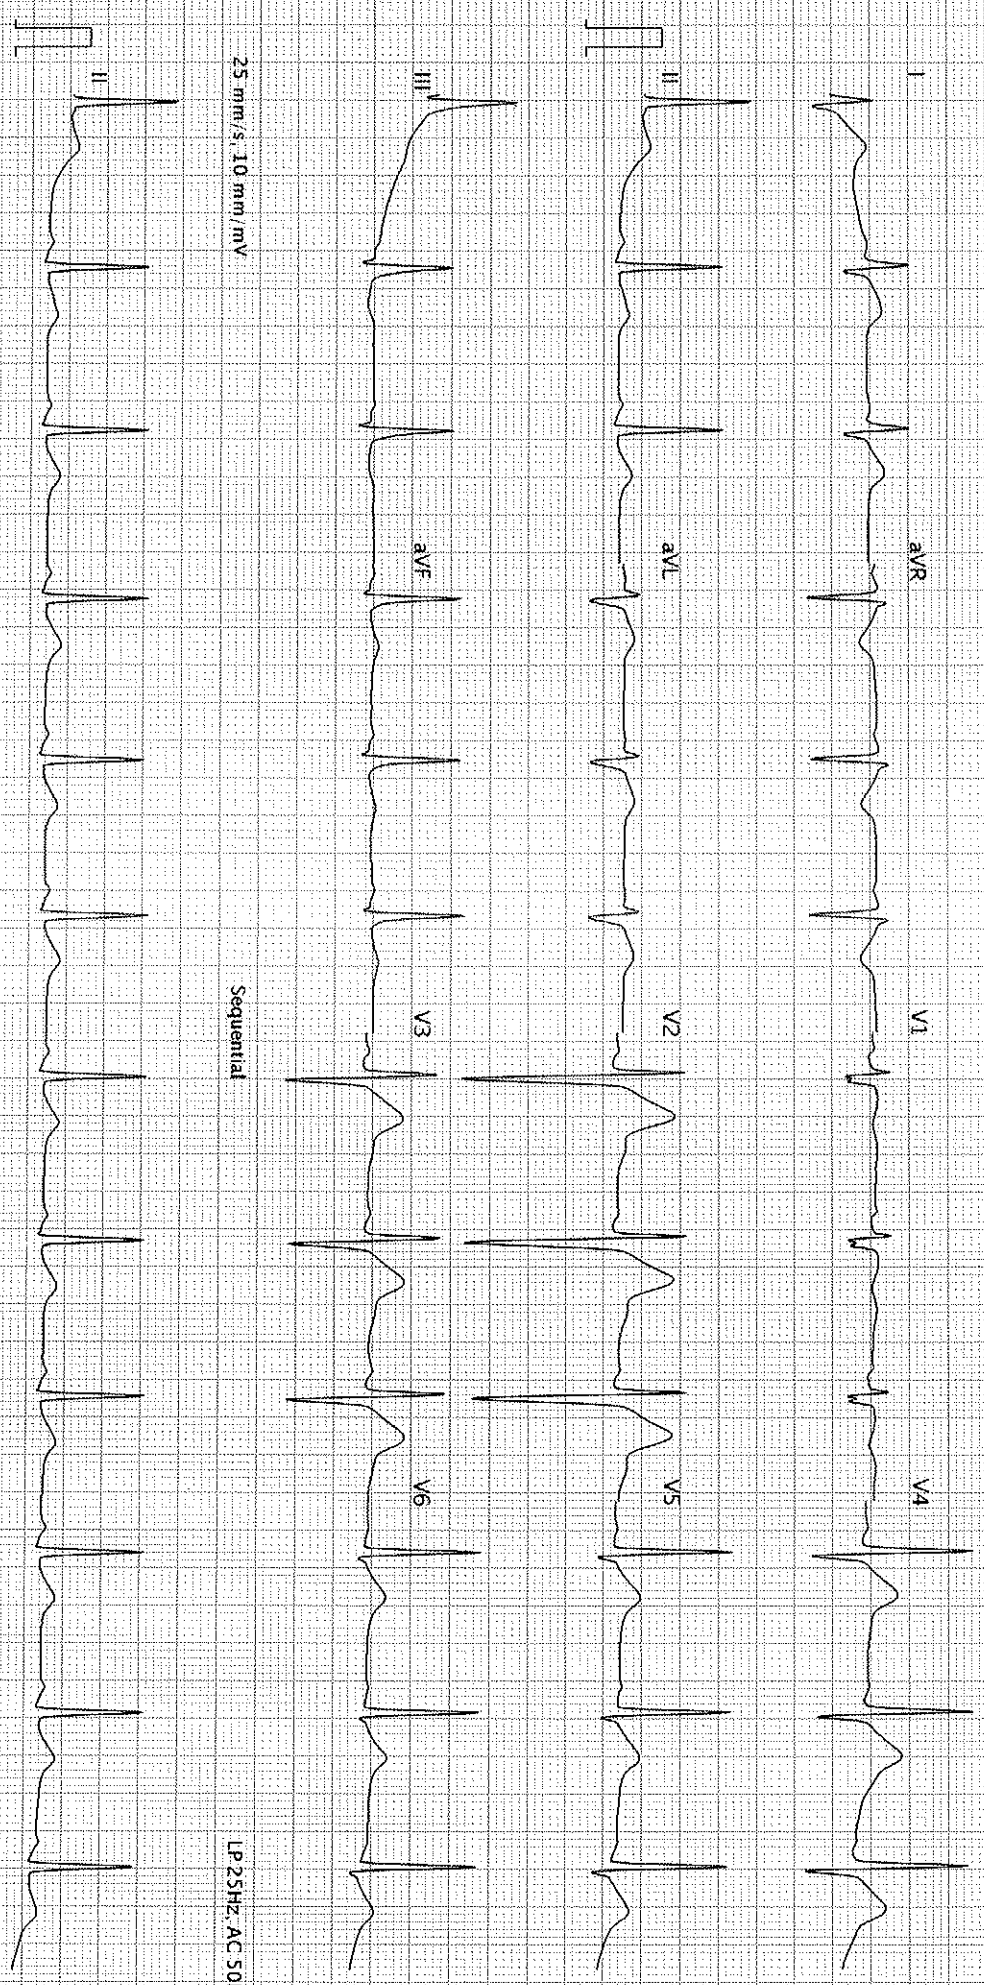 I
aVR
V1
V4
II
aVL
V2
V5
III
aVF
V3
V6
25 mm/s, 10 mm/mV
Sequential
LP 25Hz, AC 50
II